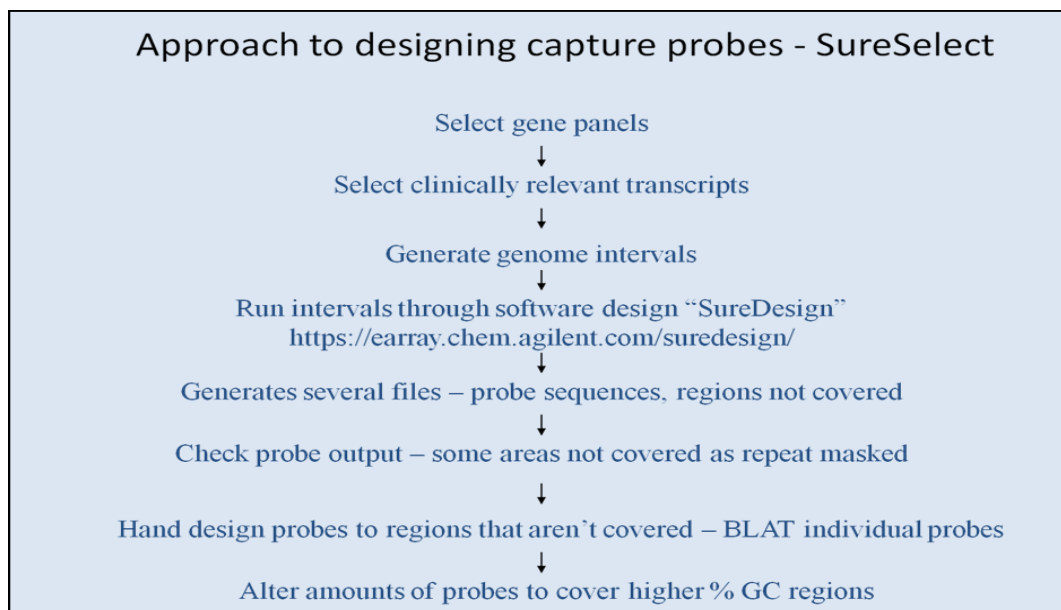 Approach to designing capture probes - SureSelect
Select gene panels
Select clinically relevant transcripts
Generate genome intervals
Run intervals through software design “SureDesign”
https://earray.chem.agilent.com/suredesign/
Generates several files – probe sequences, regions not covered
Check probe output – some areas not covered as repeat masked
Hand design probes to regions that aren’t covered – BLAT individual probes
Alter amounts of probes to cover higher % GC regions